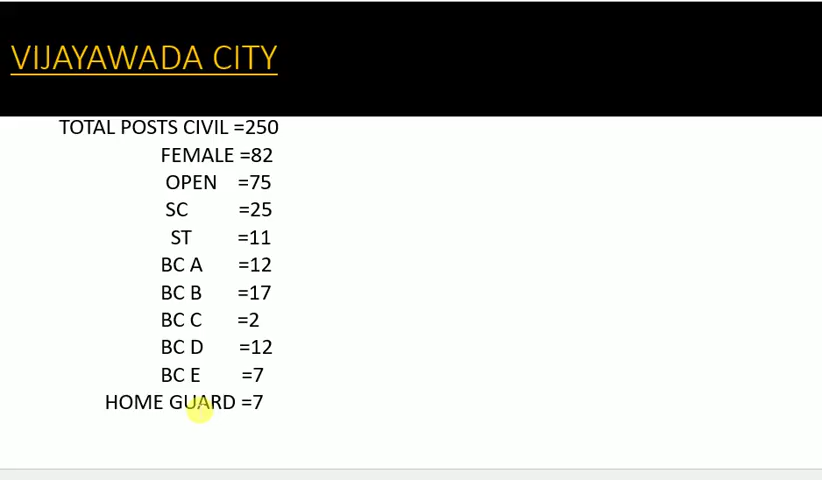 VIJAYAWADA CITY
TOTAL POSTS CIVIL =250
FEMALE =82
OPEN =75
SC =25
ST =11
BC A =12
BC B =17
BC C =2
BC D =12
BC E =7
HOME GUARD =7